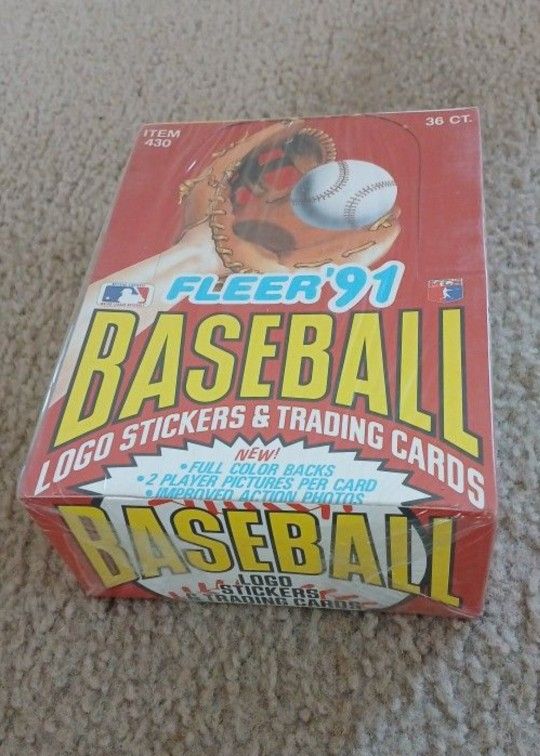 ITEM
430
36 CT.
FLEER '91
BASEBALL
LOGO STICKERS & TRADING CARDS
NEW!
• FULL COLOR BACKS
• 2 PLAYER PICTURES PER CARD
• IMPROVED ACTION PHOTOS
BASEBALL
LOGO
STICKERS
& TRADING CARDS